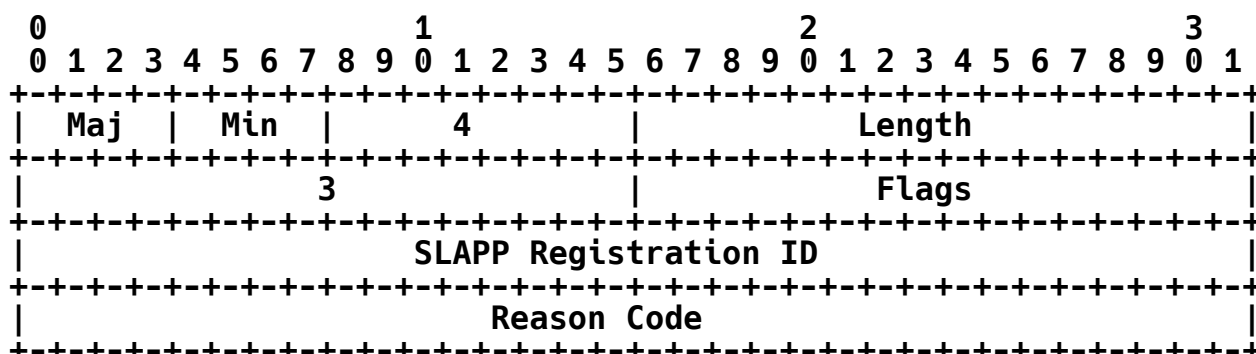 0                   1                   2                   3
 0 1 2 3 4 5 6 7 8 9 0 1 2 3 4 5 6 7 8 9 0 1 2 3 4 5 6 7 8 9 0 1
+-+-+-+-+-+-+-+-+-+-+-+-+-+-+-+-+-+-+-+-+-+-+-+-+-+-+-+-+-+-+-+-+
|  Maj  |  Min  |      4        |           Length              |
+-+-+-+-+-+-+-+-+-+-+-+-+-+-+-+-+-+-+-+-+-+-+-+-+-+-+-+-+-+-+-+-+
|               3               |            Flags              |
+-+-+-+-+-+-+-+-+-+-+-+-+-+-+-+-+-+-+-+-+-+-+-+-+-+-+-+-+-+-+-+-+
|                    SLAPP Registration ID                      |
+-+-+-+-+-+-+-+-+-+-+-+-+-+-+-+-+-+-+-+-+-+-+-+-+-+-+-+-+-+-+-+-+
|                        Reason Code                            |
+-+-+-+-+-+-+-+-+-+-+-+-+-+-+-+-+-+-+-+-+-+-+-+-+-+-+-+-+-+-+-+-+